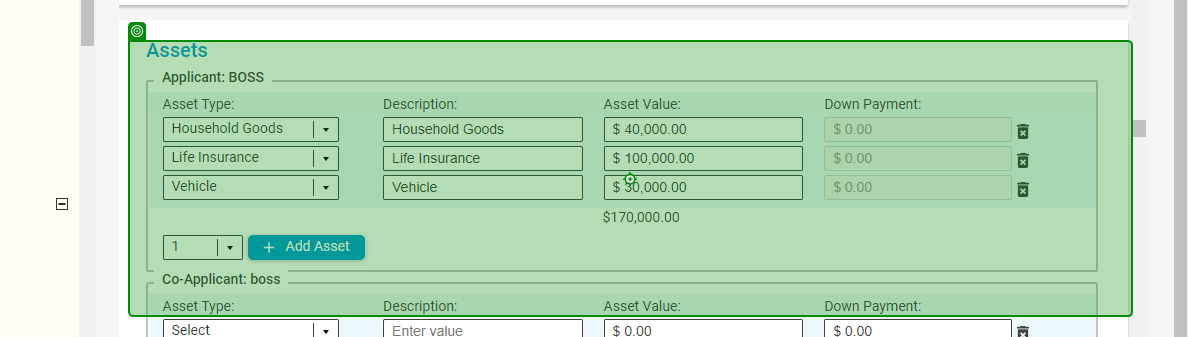 Assets
Applicant: BOSS
Asset Type: Description: Asset Value: Down Payment:
Household Goods Household Goods $ 40,000.00 $ 0.00
Life Insurance Life Insurance $ 100,000.00 $ 0.00
Vehicle Vehicle $ 30,000.00 $ 0.00
$170,000.00
1 + Add Asset
Co-Applicant: boss
Asset Type: Description: Asset Value: Down Payment:
Select Enter value $ 0.00 $ 0.00